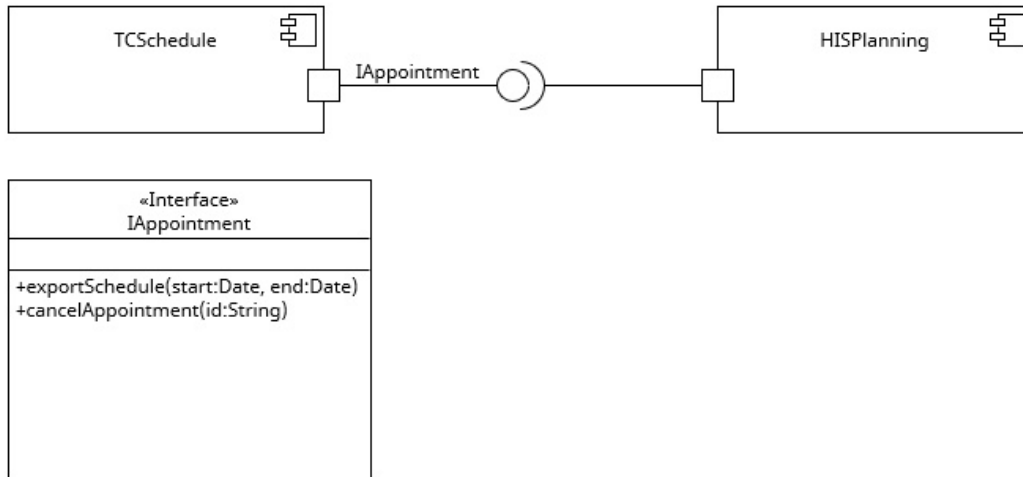 TCSchedule
IAppointment
HISPlanning
«Interface»
IAppointment
+exportSchedule(start:Date, end:Date)
+cancelAppointment(id:String)